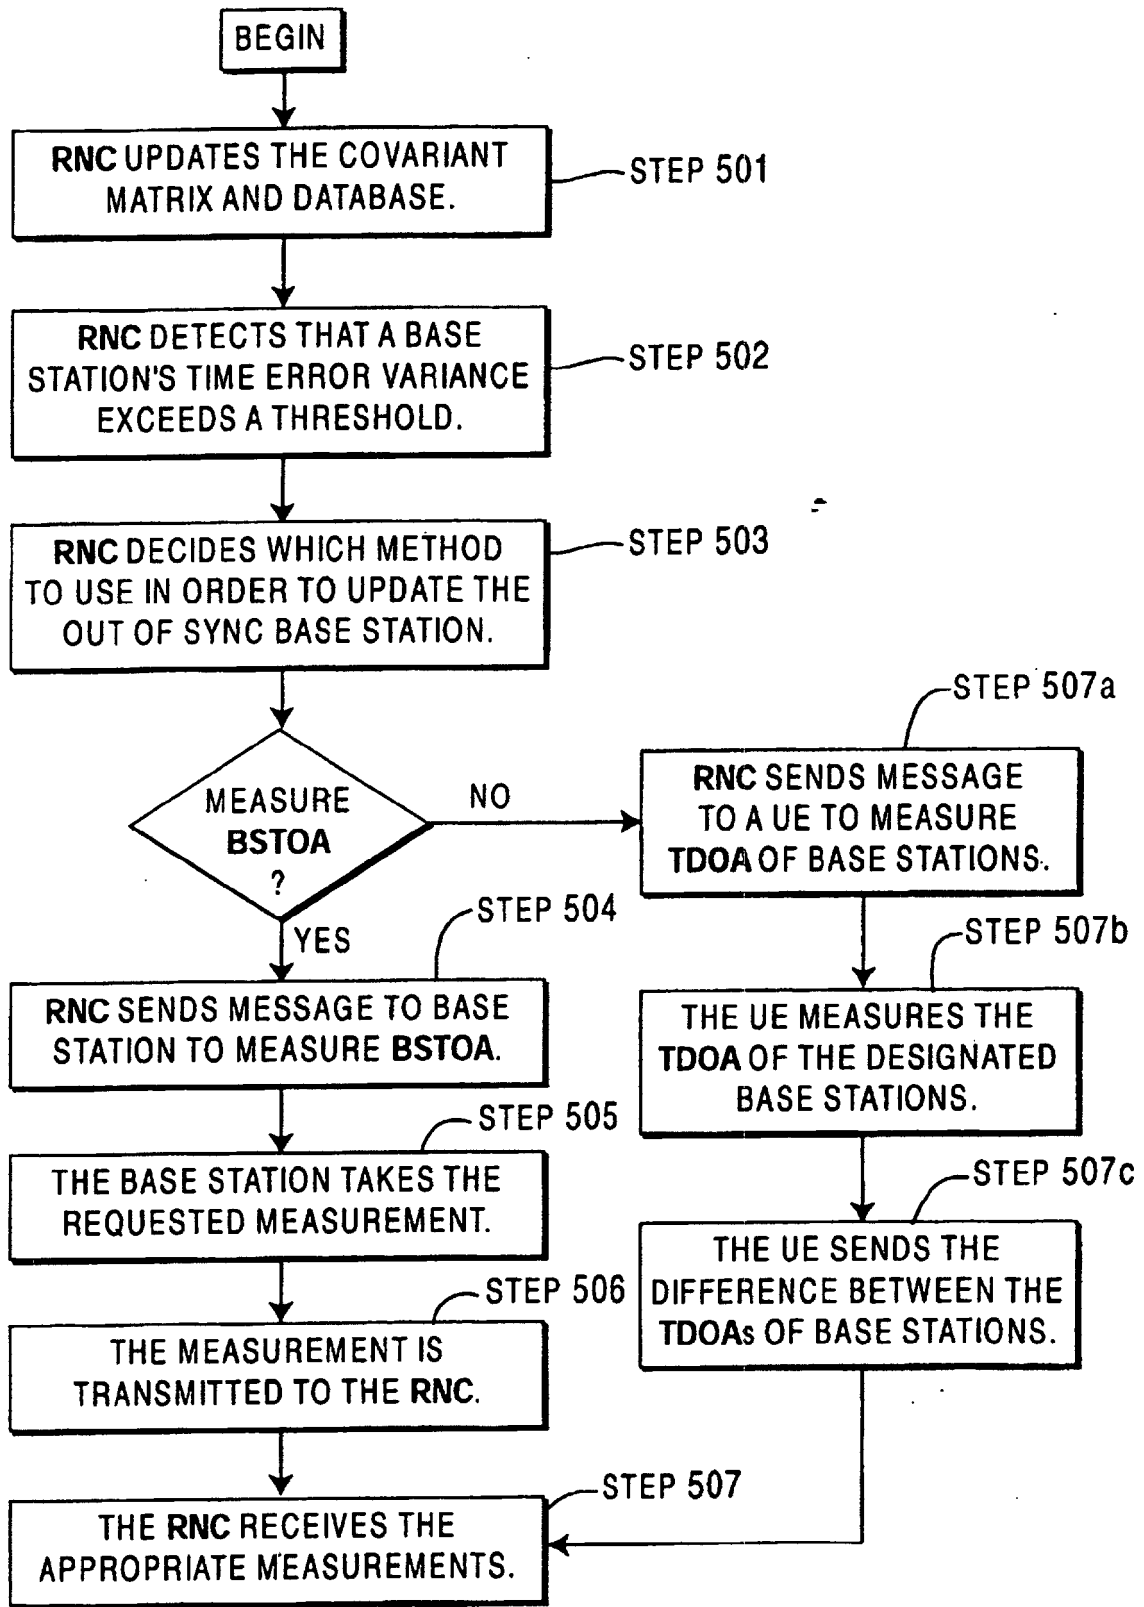 BEGIN
RNC UPDATES THE COVARIANT
MATRIX AND DATABASE.
STEP 501
RNC DETECTS THAT A BASE
STATION'S TIME ERROR VARIANCE
EXCEEDS A THRESHOLD.
STEP 502
RNC DECIDES WHICH METHOD
TO USE IN ORDER TO UPDATE THE
OUT OF SYNC BASE STATION.
STEP 503
MEASURE
BSTOA
?
NO
YES
STEP 504
RNC SENDS MESSAGE TO BASE
STATION TO MEASURE BSTOA.
STEP 505
THE BASE STATION TAKES THE
REQUESTED MEASUREMENT.
STEP 506
THE MEASUREMENT IS
TRANSMITTED TO THE RNC.
STEP 507a
RNC SENDS MESSAGE
TO A UE TO MEASURE
TDOA OF BASE STATIONS.
STEP 507b
THE UE MEASURES THE
TDOA OF THE DESIGNATED
BASE STATIONS.
STEP 507c
THE UE SENDS THE
DIFFERENCE BETWEEN THE
TDOAs OF BASE STATIONS.
STEP 507
THE RNC RECEIVES THE
APPROPRIATE MEASUREMENTS.